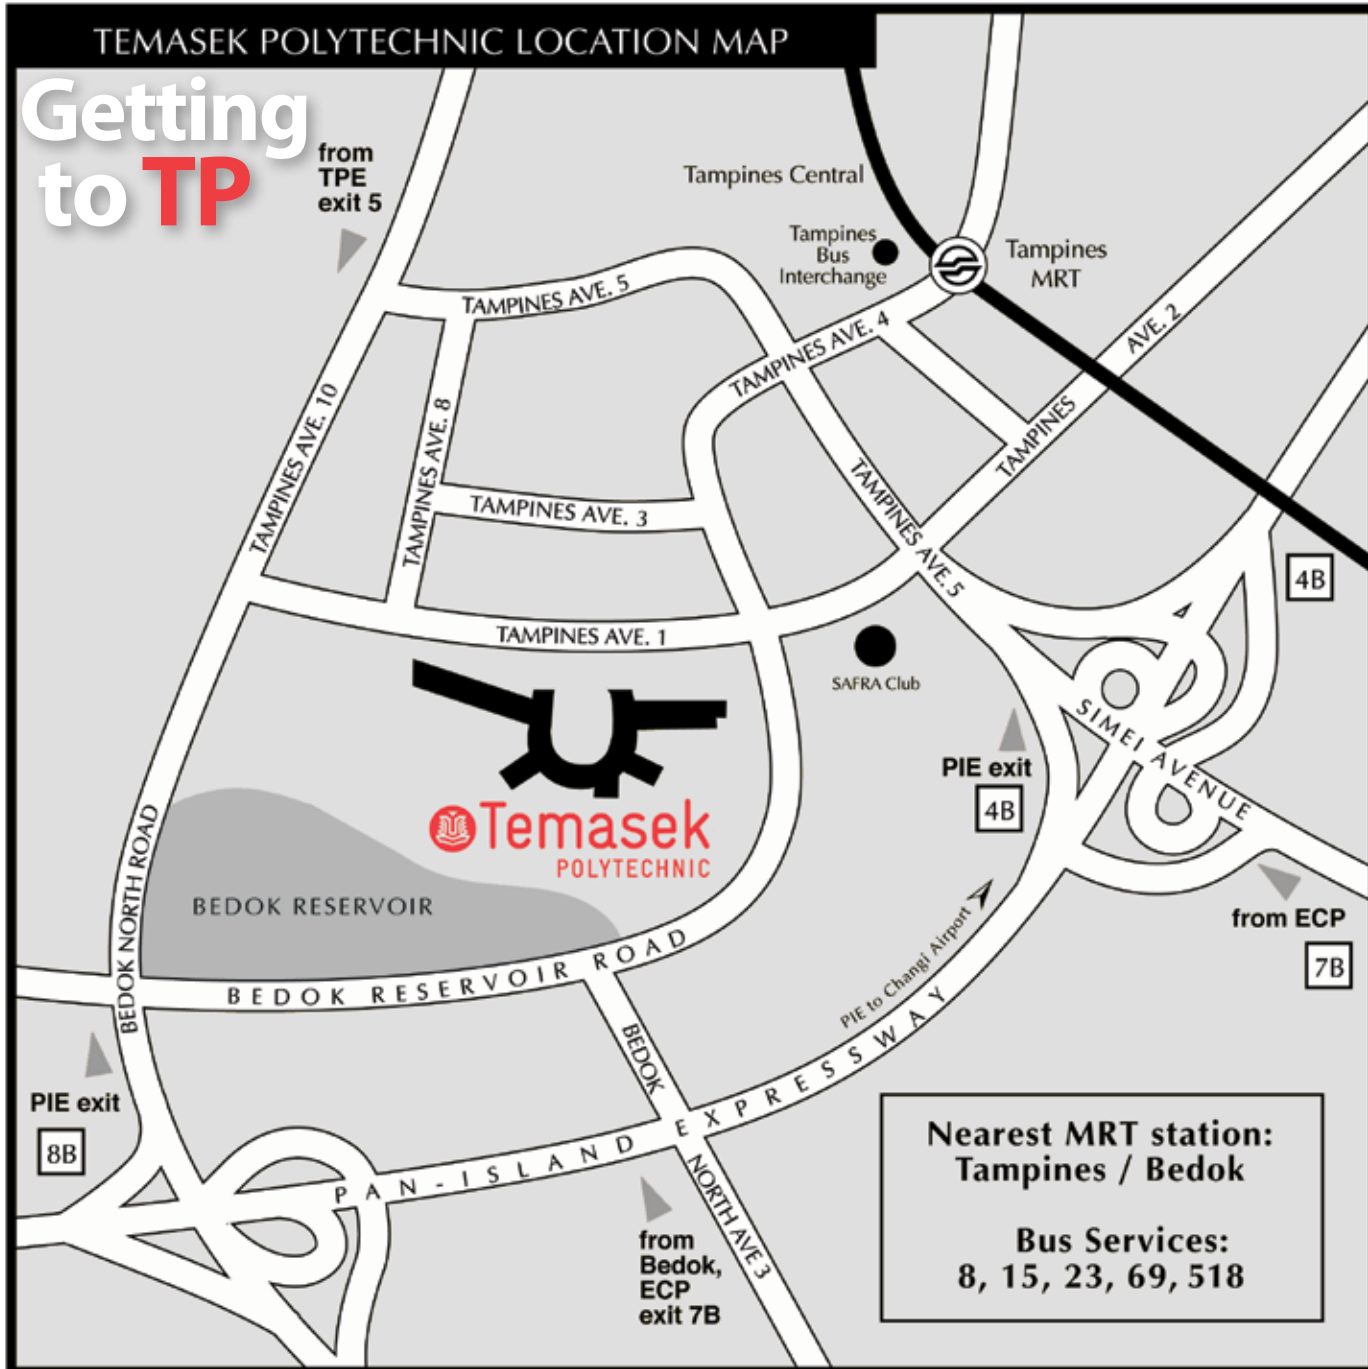 TEMASEK POLYTECHNIC LOCATION MAP
Getting
to TP
from
TPE
exit 5
Tampines Central
Tampines
Bus
Interchange
Tampines
MRT
TAMPINES AVE. 5
TAMPINES AVE. 4
TAMPINES AVE. 2
TAMPINES AVE. 10
TAMPINES AVE. 8
TAMPINES AVE. 3
TAMPINES AVE. 5
4B
TAMPINES AVE. 1
SAFRA Club
SIMEI AVENUE
PIE exit
4B
Temasek
POLYTECHNIC
BEDOK NORTH ROAD
BEDOK RESERVOIR
from ECP
7B
BEDOK RESERVOIR ROAD
PIE to Changi Airport
BEDOK NORTH AVE 3
PAN-ISLAND EXPRESSWAY
PIE exit
8B
from
Bedok,
ECP
exit 7B
Nearest MRT station:
Tampines / Bedok
Bus Services:
8, 15, 23, 69, 518